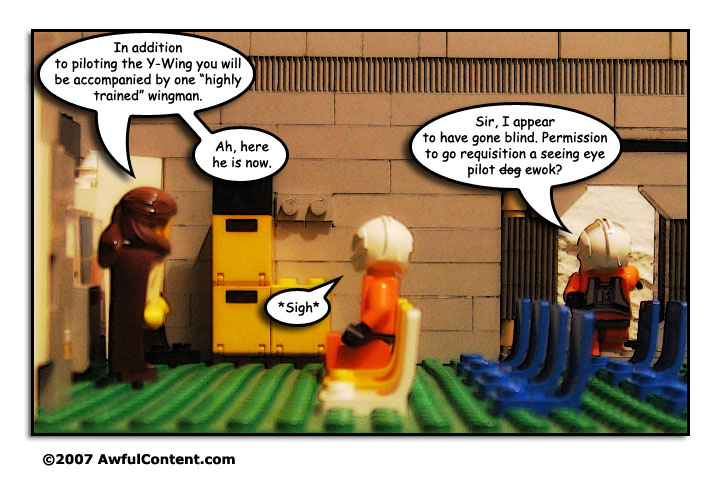 In addition
to piloting the Y-Wing you will
be accompanied by one “highly
trained” wingman.
Ah, here
he is now.
Sir, I appear
to have gone blind. Permission
to go requisition a seeing eye
pilot dog ewok?
*Sigh*
©2007 AwfulContent.com